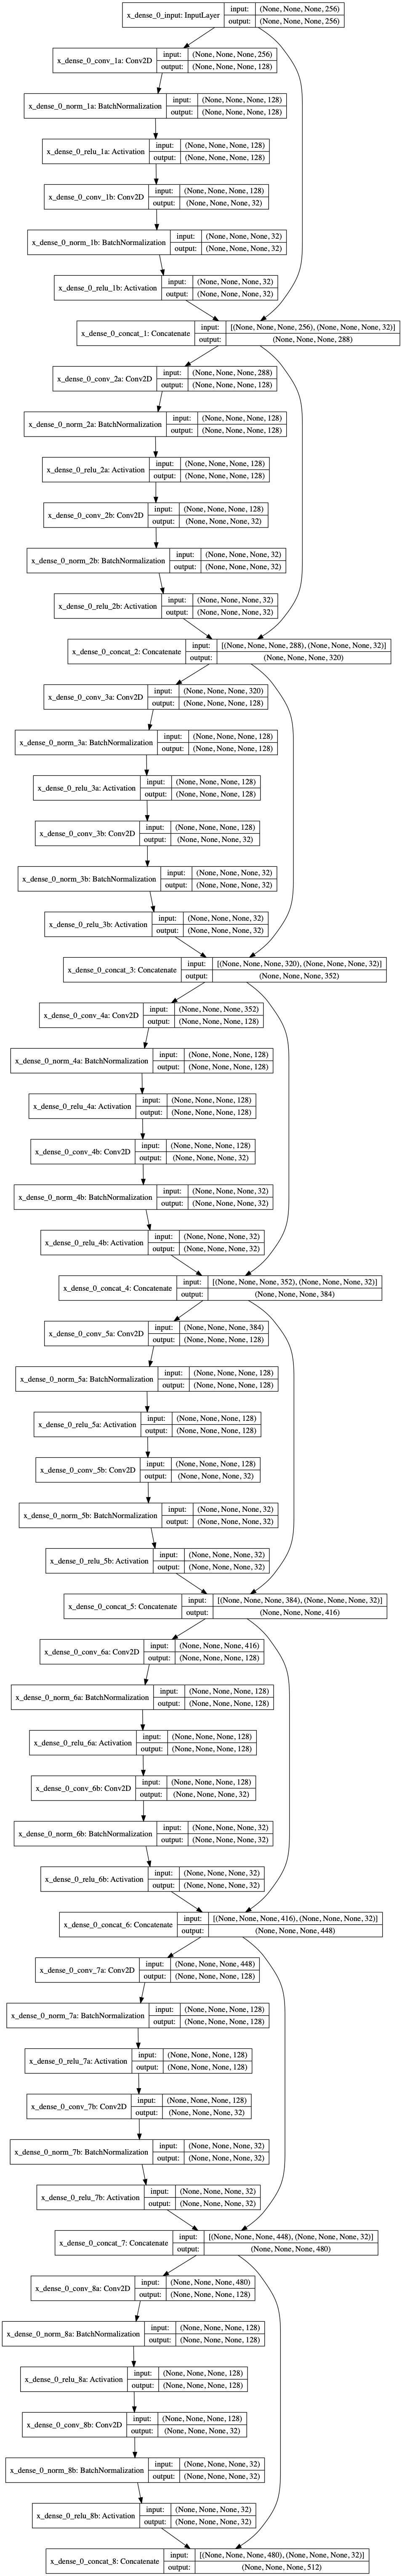 x_dense_0_input: InputLayer
input: (None, None, None, 256)
output: (None, None, None, 256)
x_dense_0_conv_1a: Conv2D
input: (None, None, None, 256)
output: (None, None, None, 128)
x_dense_0_norm_1a: BatchNormalization
input: (None, None, None, 128)
output: (None, None, None, 128)
x_dense_0_relu_1a: Activation
input: (None, None, None, 128)
output: (None, None, None, 128)
x_dense_0_conv_1b: Conv2D
input: (None, None, None, 128)
output: (None, None, None, 32)
x_dense_0_norm_1b: BatchNormalization
input: (None, None, None, 32)
output: (None, None, None, 32)
x_dense_0_relu_1b: Activation
input: (None, None, None, 32)
output: (None, None, None, 32)
x_dense_0_concat_1: Concatenate
input: [(None, None, None, 256), (None, None, None, 32)]
output: (None, None, None, 288)
x_dense_0_conv_2a: Conv2D
input: (None, None, None, 288)
output: (None, None, None, 128)
x_dense_0_norm_2a: BatchNormalization
input: (None, None, None, 128)
output: (None, None, None, 128)
x_dense_0_relu_2a: Activation
input: (None, None, None, 128)
output: (None, None, None, 128)
x_dense_0_conv_2b: Conv2D
input: (None, None, None, 128)
output: (None, None, None, 32)
x_dense_0_norm_2b: BatchNormalization
input: (None, None, None, 32)
output: (None, None, None, 32)
x_dense_0_relu_2b: Activation
input: (None, None, None, 32)
output: (None, None, None, 32)
x_dense_0_concat_2: Concatenate
input: [(None, None, None, 288), (None, None, None, 32)]
output: (None, None, None, 320)
x_dense_0_conv_3a: Conv2D
input: (None, None, None, 320)
output: (None, None, None, 128)
x_dense_0_norm_3a: BatchNormalization
input: (None, None, None, 128)
output: (None, None, None, 128)
x_dense_0_relu_3a: Activation
input: (None, None, None, 128)
output: (None, None, None, 128)
x_dense_0_conv_3b: Conv2D
input: (None, None, None, 128)
output: (None, None, None, 32)
x_dense_0_norm_3b: BatchNormalization
input: (None, None, None, 32)
output: (None, None, None, 32)
x_dense_0_relu_3b: Activation
input: (None, None, None, 32)
output: (None, None, None, 32)
x_dense_0_concat_3: Concatenate
input: [(None, None, None, 320), (None, None, None, 32)]
output: (None, None, None, 352)
x_dense_0_conv_4a: Conv2D
input: (None, None, None, 352)
output: (None, None, None, 128)
x_dense_0_norm_4a: BatchNormalization
input: (None, None, None, 128)
output: (None, None, None, 128)
x_dense_0_relu_4a: Activation
input: (None, None, None, 128)
output: (None, None, None, 128)
x_dense_0_conv_4b: Conv2D
input: (None, None, None, 128)
output: (None, None, None, 32)
x_dense_0_norm_4b: BatchNormalization
input: (None, None, None, 32)
output: (None, None, None, 32)
x_dense_0_relu_4b: Activation
input: (None, None, None, 32)
output: (None, None, None, 32)
x_dense_0_concat_4: Concatenate
input: [(None, None, None, 352), (None, None, None, 32)]
output: (None, None, None, 384)
x_dense_0_conv_5a: Conv2D
input: (None, None, None, 384)
output: (None, None, None, 128)
x_dense_0_norm_5a: BatchNormalization
input: (None, None, None, 128)
output: (None, None, None, 128)
x_dense_0_relu_5a: Activation
input: (None, None, None, 128)
output: (None, None, None, 128)
x_dense_0_conv_5b: Conv2D
input: (None, None, None, 128)
output: (None, None, None, 32)
x_dense_0_norm_5b: BatchNormalization
input: (None, None, None, 32)
output: (None, None, None, 32)
x_dense_0_relu_5b: Activation
input: (None, None, None, 32)
output: (None, None, None, 32)
x_dense_0_concat_5: Concatenate
input: [(None, None, None, 384), (None, None, None, 32)]
output: (None, None, None, 416)
x_dense_0_conv_6a: Conv2D
input: (None, None, None, 416)
output: (None, None, None, 128)
x_dense_0_norm_6a: BatchNormalization
input: (None, None, None, 128)
output: (None, None, None, 128)
x_dense_0_relu_6a: Activation
input: (None, None, None, 128)
output: (None, None, None, 128)
x_dense_0_conv_6b: Conv2D
input: (None, None, None, 128)
output: (None, None, None, 32)
x_dense_0_norm_6b: BatchNormalization
input: (None, None, None, 32)
output: (None, None, None, 32)
x_dense_0_relu_6b: Activation
input: (None, None, None, 32)
output: (None, None, None, 32)
x_dense_0_concat_6: Concatenate
input: [(None, None, None, 416), (None, None, None, 32)]
output: (None, None, None, 448)
x_dense_0_conv_7a: Conv2D
input: (None, None, None, 448)
output: (None, None, None, 128)
x_dense_0_norm_7a: BatchNormalization
input: (None, None, None, 128)
output: (None, None, None, 128)
x_dense_0_relu_7a: Activation
input: (None, None, None, 128)
output: (None, None, None, 128)
x_dense_0_conv_7b: Conv2D
input: (None, None, None, 128)
output: (None, None, None, 32)
x_dense_0_norm_7b: BatchNormalization
input: (None, None, None, 32)
output: (None, None, None, 32)
x_dense_0_relu_7b: Activation
input: (None, None, None, 32)
output: (None, None, None, 32)
x_dense_0_concat_7: Concatenate
input: [(None, None, None, 448), (None, None, None, 32)]
output: (None, None, None, 480)
x_dense_0_conv_8a: Conv2D
input: (None, None, None, 480)
output: (None, None, None, 128)
x_dense_0_norm_8a: BatchNormalization
input: (None, None, None, 128)
output: (None, None, None, 128)
x_dense_0_relu_8a: Activation
input: (None, None, None, 128)
output: (None, None, None, 128)
x_dense_0_conv_8b: Conv2D
input: (None, None, None, 128)
output: (None, None, None, 32)
x_dense_0_norm_8b: BatchNormalization
input: (None, None, None, 32)
output: (None, None, None, 32)
x_dense_0_relu_8b: Activation
input: (None, None, None, 32)
output: (None, None, None, 32)
x_dense_0_concat_8: Concatenate
input: [(None, None, None, 480), (None, None, None, 32)]
output: (None, None, None, 512)